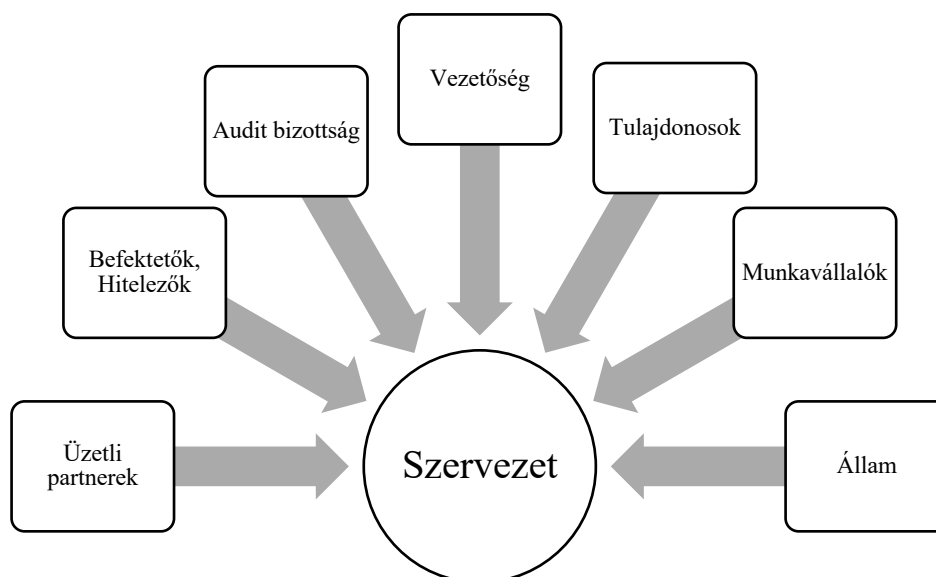 Vezetőség
Audit bizottság
Tulajdonosok
Befektetők,
Hitelezők
Munkavállalók
Üzetli
partnerek
Szervezet
Állam